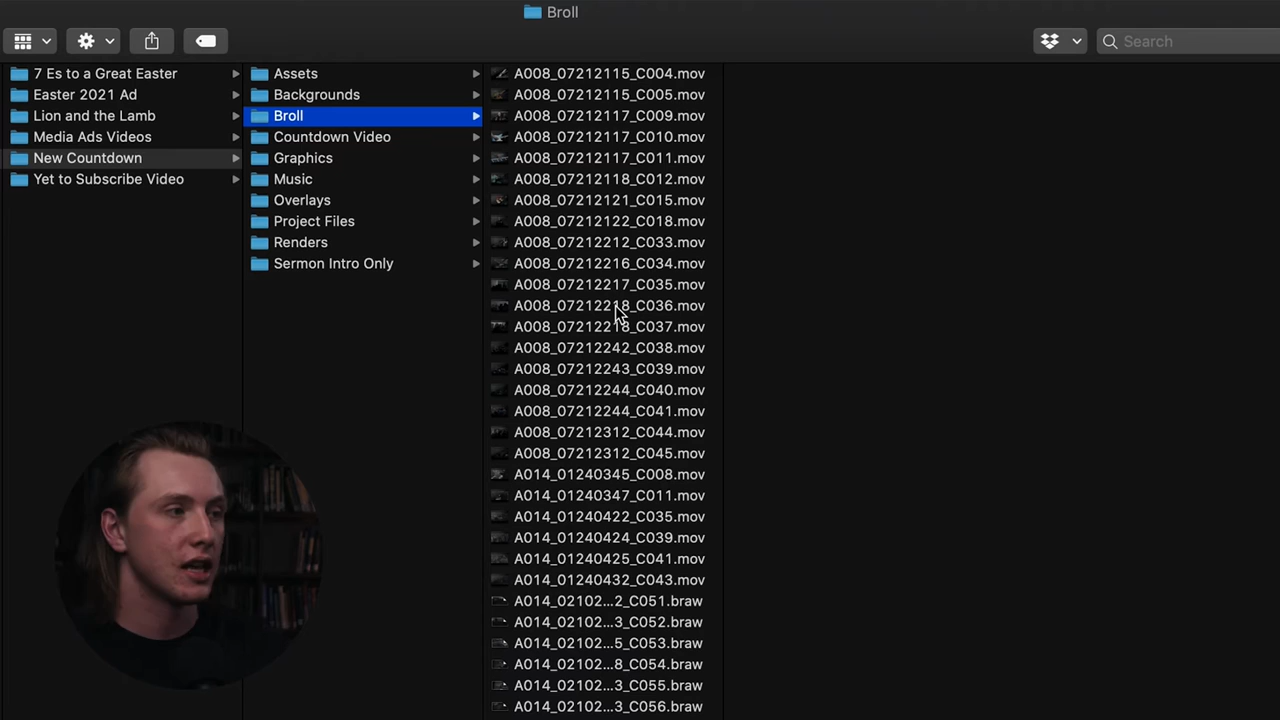 Broll
Search
7 Es to a Great Easter
Easter 2021 Ad
Lion and the Lamb
Media Ads Videos
New Countdown
Yet to Subscribe Video
Assets
Backgrounds
Broll
Countdown Video
Graphics
Music
Overlays
Project Files
Renders
Sermon Intro Only
A008_07212115_C004.mov
A008_07212115_C005.mov
A008_07212117_C009.mov
A008_07212117_C010.mov
A008_07212117_C011.mov
A008_07212118_C012.mov
A008_07212121_C015.mov
A008_07212122_C018.mov
A008_07212212_C033.mov
A008_07212216_C034.mov
A008_07212217_C035.mov
A008_07212218_C036.mov
A008_07212218_C037.mov
A008_07212242_C038.mov
A008_07212243_C039.mov
A008_07212244_C040.mov
A008_07212244_C041.mov
A008_07212312_C044.mov
A008_07212312_C045.mov
A014_01240345_C008.mov
A014_01240347_C011.mov
A014_01240422_C035.mov
A014_01240424_C039.mov
A014_01240425_C041.mov
A014_01240432_C043.mov
A014_02102...2_C051.braw
A014_02102...3_C052.braw
A014_02102...5_C053.braw
A014_02102...8_C054.braw
A014_02102...3_C055.braw
A014_02102...3_C056.braw